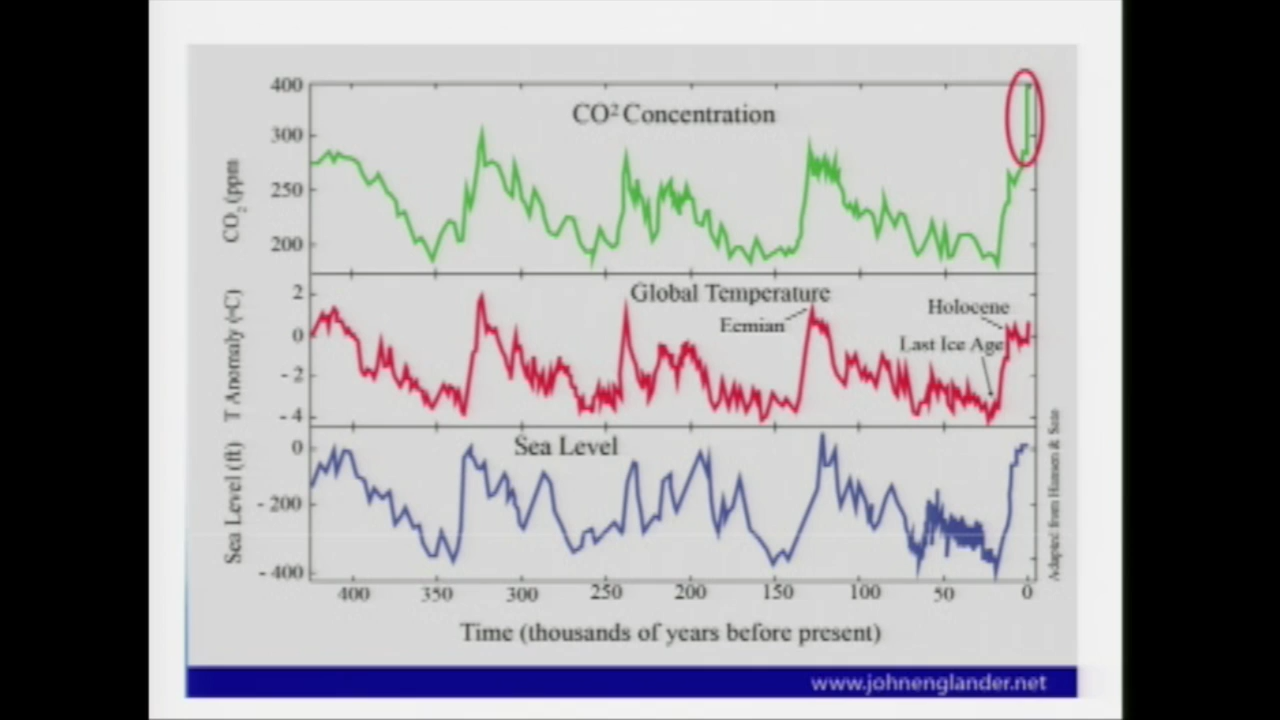 CO² Concentration
CO₂ (ppm
400
300
250
200
Global Temperature
T Anomaly (ºC)
2
0
- 2
- 4
Eemian
Holocene
Last Ice Age
Sea Level
Sea Level (ft)
0
- 200
- 400
400 350 300 250 200 150 100 50 0
Time (thousands of years before present)
Adapted from Hansen & Sato
www.johnenglander.net